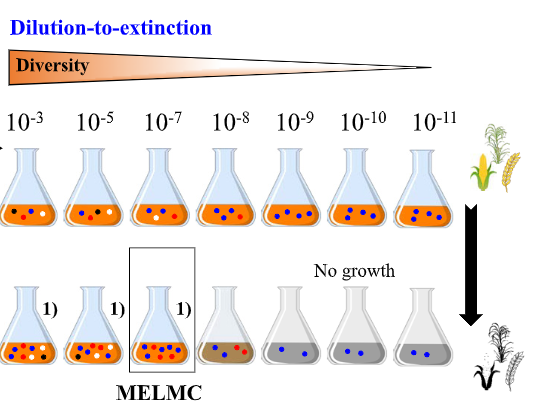 Dilution-to-extinction
Diversity
10-3 10-5 10-7 10-8 10-9 10-10 10-11
No growth
1) 1) 1)
MELMC